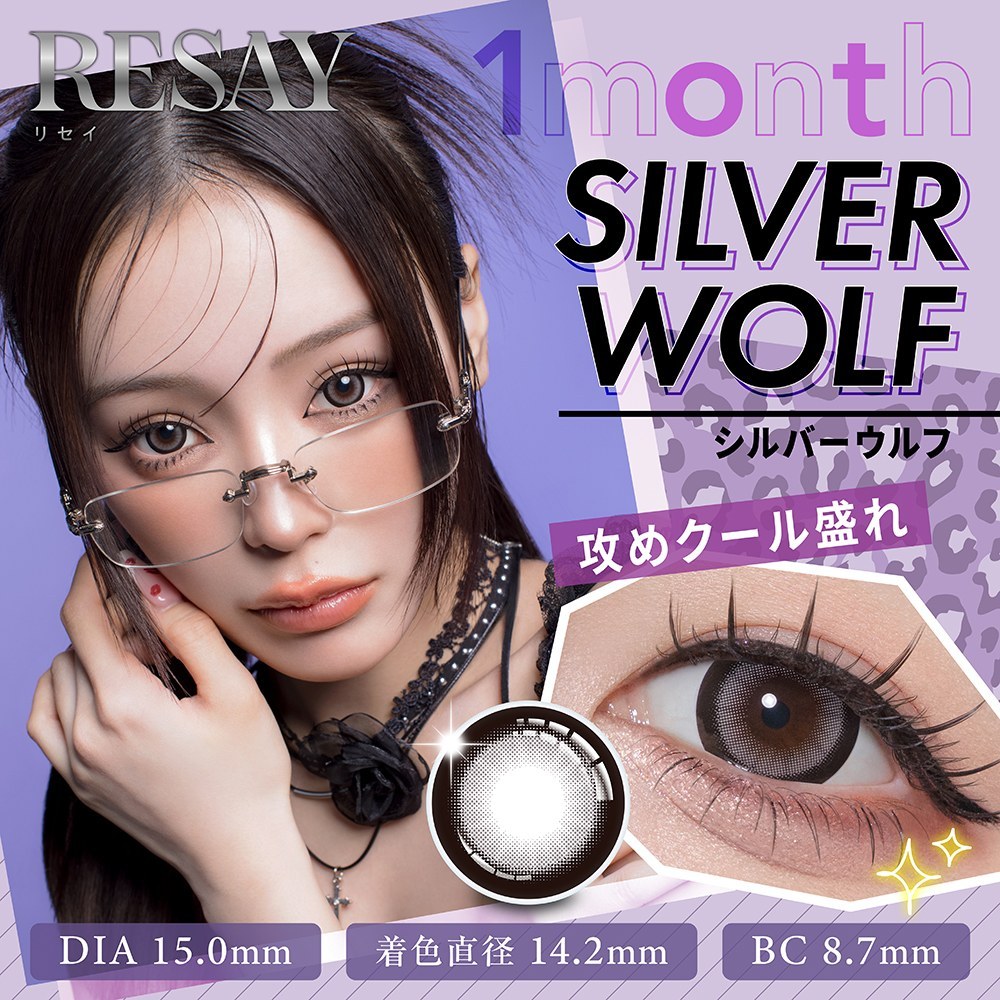 RESAY
リセイ
1month
SILVER
WOLF
シルバーウルフ
攻めクール盛れ
DIA 15.0mm
着色直径 14.2mm
BC 8.7mm